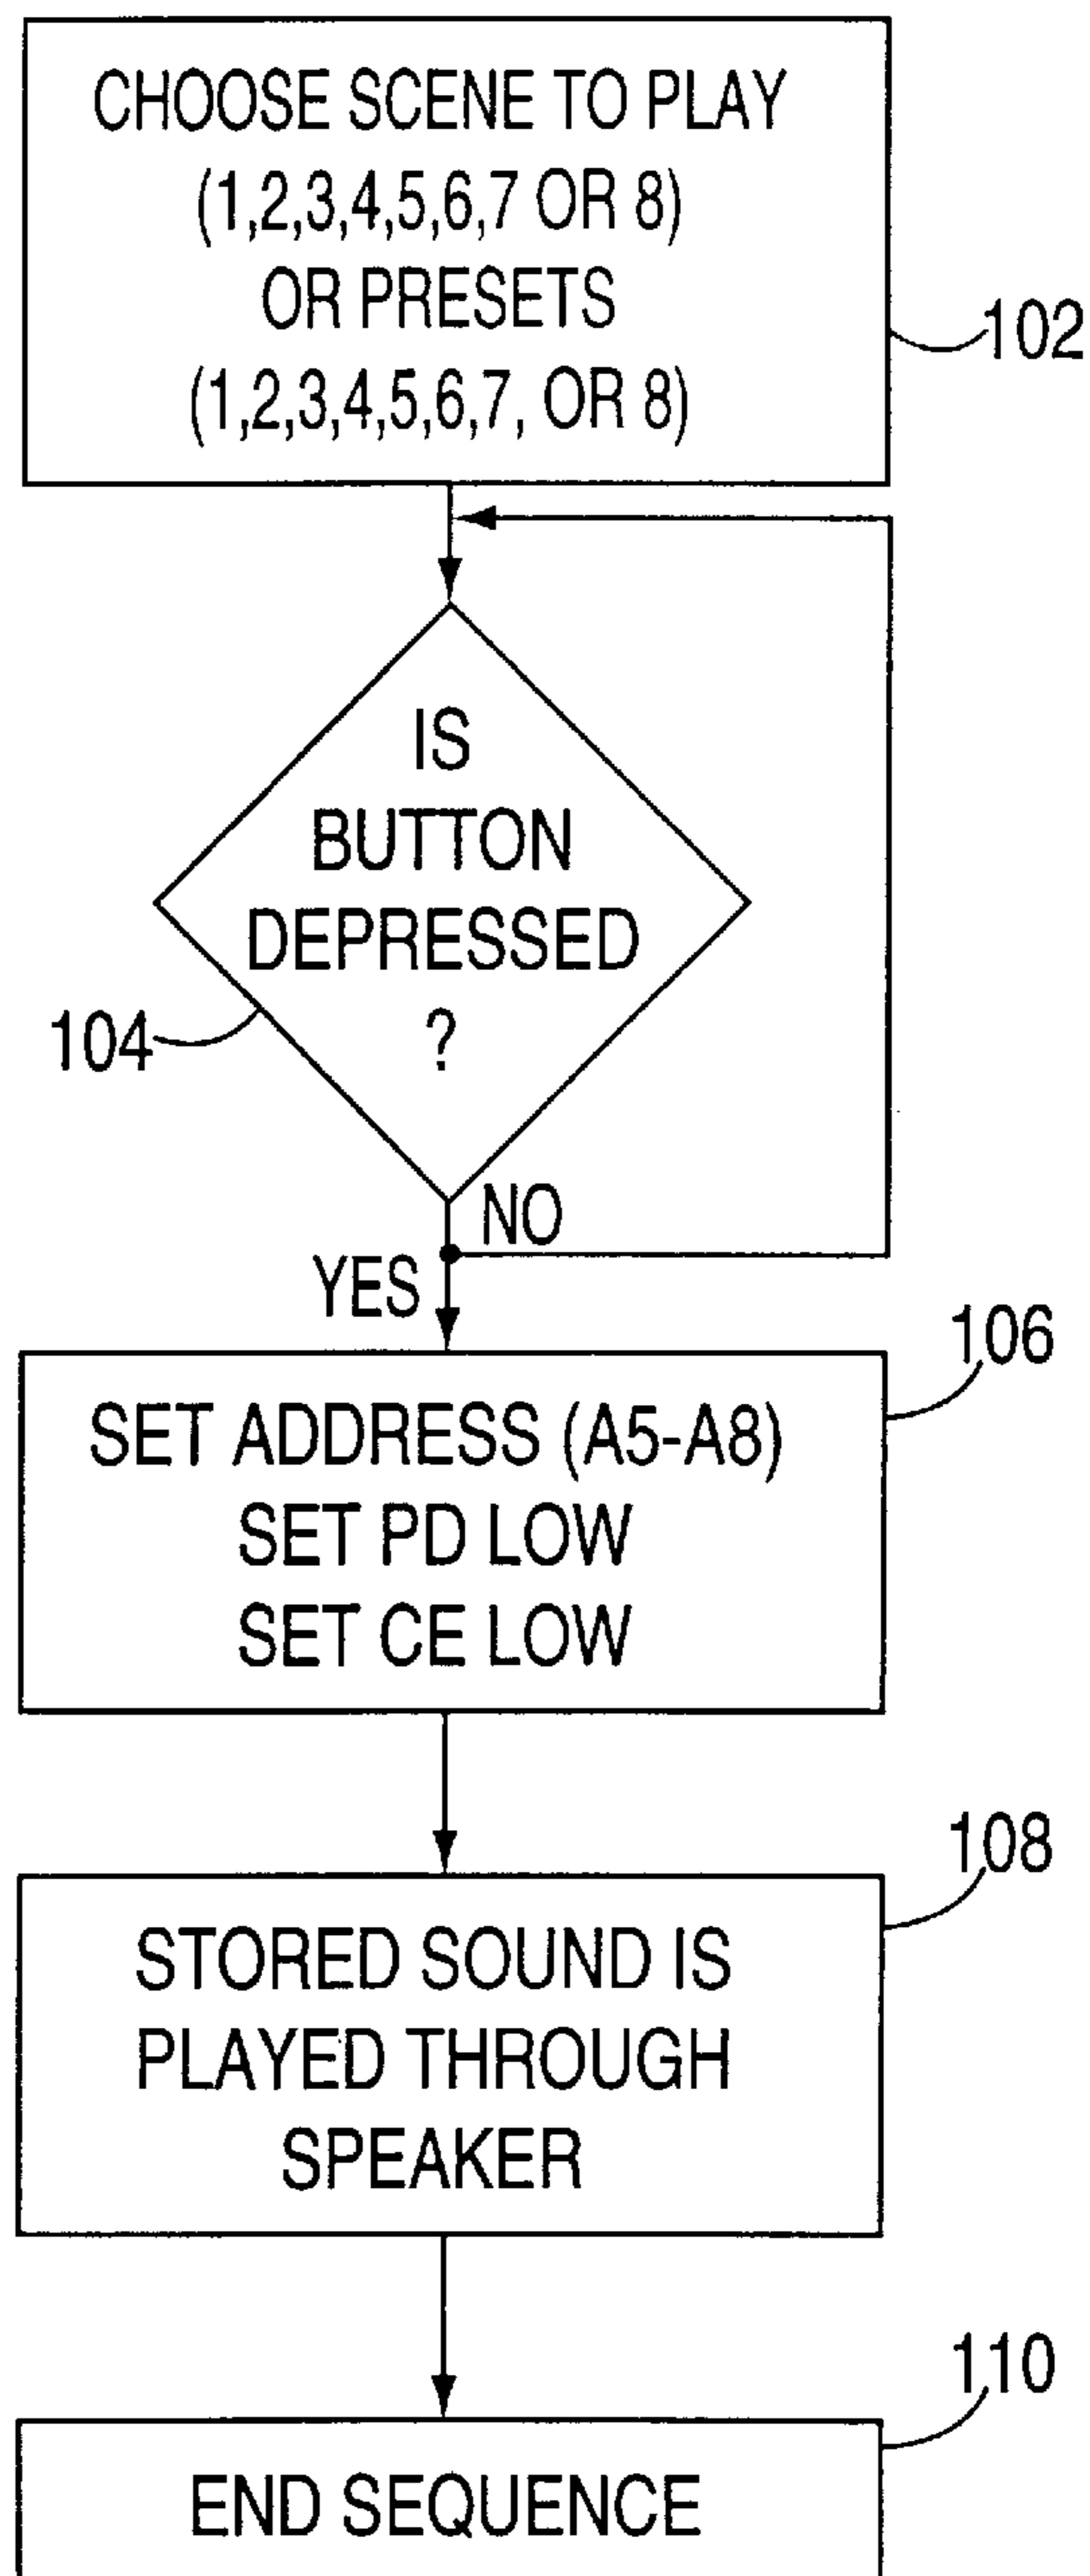 CHOOSE SCENE TO PLAY
(1,2,3,4,5,6,7 OR 8)
OR PRESETS
(1,2,3,4,5,6,7, OR 8)
102
IS
BUTTON
DEPRESSED
?
104
NO
YES
106
SET ADDRESS (A5-A8)
SET PD LOW
SET CE LOW
108
STORED SOUND IS
PLAYED THROUGH
SPEAKER
110
END SEQUENCE